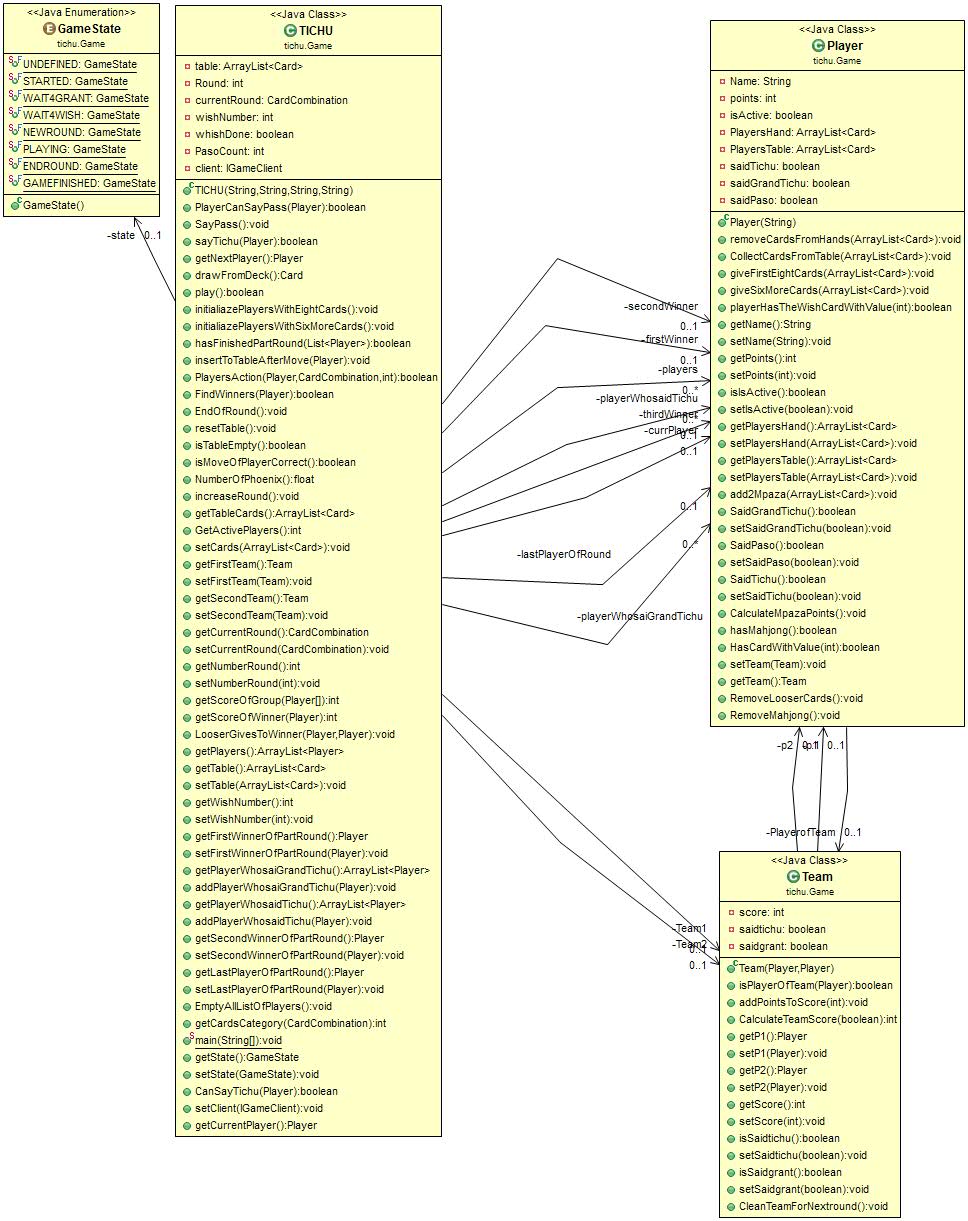 <<Java Enumeration>>
GameState
tichu.Game
UNDEFINED: GameState
STARTED: GameState
WAIT4GRANT: GameState
WAIT4WISH: GameState
NEWROUND: GameState
PLAYING: GameState
ENDROUND: GameState
GAMEFINISHED: GameState
GameState()
-state 0..1
<<Java Class>>
TICHU
tichu.Game
table: ArrayList<Card>
Round: int
currentRound: CardCombination
wishNumber: int
whishDone: boolean
PasoCount: int
client: IGameClient
TICHU(String,String,String,String)
PlayerCanSayPass(Player):boolean
SayPass():void
sayTichu(Player):boolean
getNextPlayer():Player
drawFromDeck():Card
play():boolean
initialiazePlayersWithEightCards():void
initialiazePlayersWithSixMoreCards():void
hasFinishedPartRound(List<Player>):boolean
insertToTableAfterMove(Player):void
PlayersAction(Player,CardCombination,int):boolean
FindWinners(Player):boolean
EndOfRound():void
resetTable():void
isTableEmpty():boolean
isMoveOfPlayerCorrect():boolean
NumberOfPhoenix():float
increaseRound():void
getTableCards():ArrayList<Card>
GetActivePlayers():int
setCards(ArrayList<Card>):void
getFirstTeam():Team
setFirstTeam(Team):void
getSecondTeam():Team
setSecondTeam(Team):void
getCurrentRound():CardCombination
setCurrentRound(CardCombination):void
getNumberRound():int
setNumberRound(int):void
getScoreOfGroup(Player[]):int
getScoreOfWinner(Player):int
LooserGivesToWinner(Player,Player):void
getPlayers():ArrayList<Player>
getTable():ArrayList<Card>
setTable(ArrayList<Card>):void
getWishNumber():int
setWishNumber(int):void
getFirstWinnerOfPartRound():Player
setFirstWinnerOfPartRound(Player):void
getPlayerWhosaiGrandTichu():ArrayList<Player>
addPlayerWhosaiGrandTichu(Player):void
getPlayerWhosaidTichu():ArrayList<Player>
addPlayerWhosaidTichu(Player):void
getSecondWinnerOfPartRound():Player
setSecondWinnerOfPartRound(Player):void
getLastPlayerOfPartRound():Player
setLastPlayerOfPartRound(Player):void
EmptyAllListOfPlayers():void
getCardsCategory(CardCombination):int
main(String[]):void
getState():GameState
setState(GameState):void
CanSayTichu(Player):boolean
setClient(IGameClient):void
getCurrentPlayer():Player
-secondWinner
0..1
-firstWinner
0..1
-players
0..*
-playerWhosaidTichu
0..*
-thirdWinner
0..1
-currPlayer
0..1
0..1
-lastPlayerOfRound
0..*
-playerWhosaiGrandTichu
-Team1
0..1
-Team2
0..1
<<Java Class>>
Player
tichu.Game
Name: String
points: int
isActive: boolean
PlayersHand: ArrayList<Card>
PlayersTable: ArrayList<Card>
saidTichu: boolean
saidGrandTichu: boolean
saidPaso: boolean
Player(String)
removeCardsFromHands(ArrayList<Card>):void
CollectCardsFromTable(ArrayList<Card>):void
giveFirstEightCards(ArrayList<Card>):void
giveSixMoreCards(ArrayList<Card>):void
playerHasTheWishCardWithValue(int):boolean
getName():String
setName(String):void
getPoints():int
setPoints(int):void
isIsActive():boolean
setIsActive(boolean):void
getPlayersHand():ArrayList<Card>
setPlayersHand(ArrayList<Card>):void
getPlayersTable():ArrayList<Card>
setPlayersTable(ArrayList<Card>):void
add2Mpaza(ArrayList<Card>):void
SaidGrandTichu():boolean
setSaidGrandTichu(boolean):void
SaidPaso():boolean
setSaidPaso(boolean):void
SaidTichu():boolean
setSaidTichu(boolean):void
CalculateMpazaPoints():void
hasMahjong():boolean
HasCardWithValue(int):boolean
setTeam(Team):void
getTeam():Team
RemoveLooserCards():void
RemoveMahjong():void
-p2 0..1
-p1 0..1
-PlayerofTeam 0..1
<<Java Class>>
Team
tichu.Game
score: int
saidtichu: boolean
saidgrant: boolean
Team(Player,Player)
isPlayerOfTeam(Player):boolean
addPointsToScore(int):void
CalculateTeamScore(boolean):int
getP1():Player
setP1(Player):void
getP2():Player
setP2(Player):void
getScore():int
setScore(int):void
isSaidtichu():boolean
setSaidtichu(boolean):void
isSaidgrant():boolean
setSaidgrant(boolean):void
CleanTeamForNextround():void